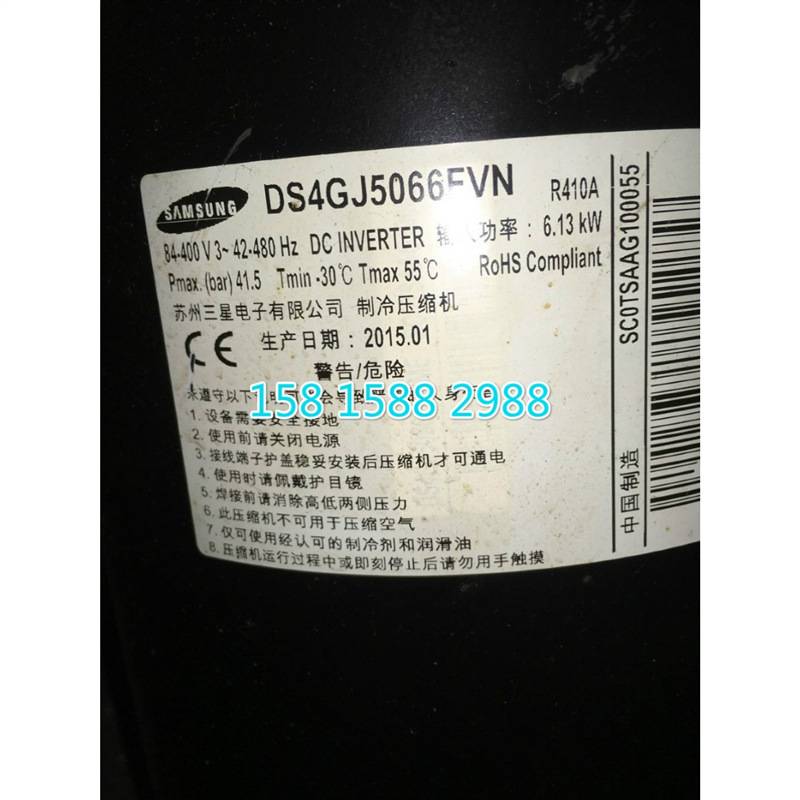 SAMSUNG DS4GJ5066FVN R410A
84-400 V 3~ 42-480 Hz DC INVERTER 输入功率：6.13 kW
Pmax. (bar) 41.5 Tmin -30℃ Tmax 55℃ RoHS Compliant
苏州三星电子有限公司 制冷压缩机
CE 生产日期：2015.01
警告/危险
未遵守以下
158 1588 2988
1. 设备需要安全接地
2. 使用前请关闭电源
3. 接线端子护盖稳妥安装后压缩机才可通电
4. 使用时请佩戴护目镜
5. 焊接前请消除高低两侧压力
6. 此压缩机不可用于压缩空气
7. 仅可使用经认可的制冷剂和润滑油
8. 压缩机运行过程中或即刻停止后请勿用手触摸
SC0TSAAG100055
中国制造